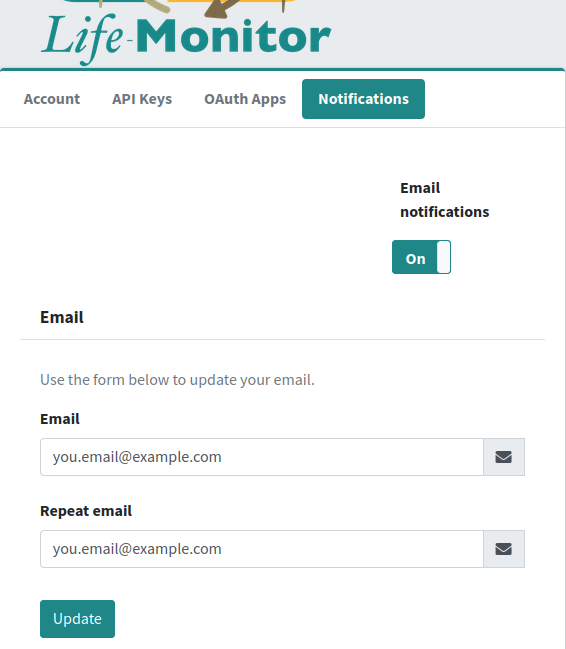 Life-Monitor
Account API Keys OAuth Apps Notifications
Email
notifications
On
Email
Use the form below to update your email.
Email
you.email@example.com
Repeat email
you.email@example.com
Update